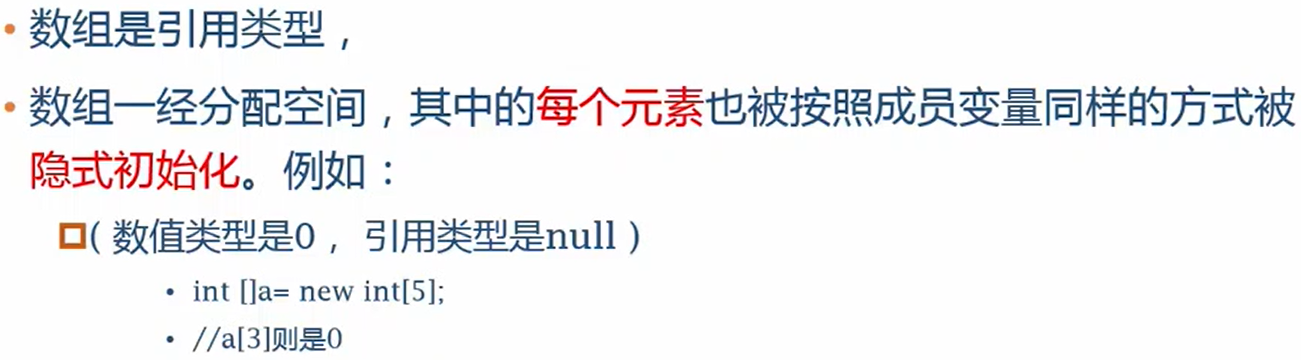 • 数组是引用类型，
• 数组一经分配空间，其中的每个元素也被按照成员变量同样的方式被
隐式初始化。例如：
(数值类型是0， 引用类型是null)
• int []a= new int[5];
• //a[3]则是0